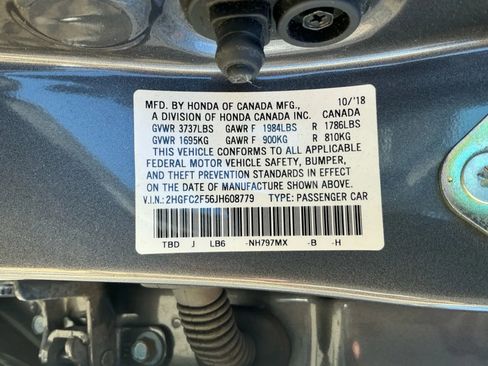 MFD. BY HONDA OF CANADA MFG., 10/'18
A DIVISION OF HONDA CANADA INC. CANADA
GVWR 3737LBS GAWR F 1984LBS R 1786LBS
GVWR 1695KG GAWR F 900KG R 810KG
THIS VEHICLE CONFORMS TO ALL APPLICABLE
FEDERAL MOTOR VEHICLE SAFETY, BUMPER,
AND THEFT PREVENTION STANDARDS IN EFFECT
ON THE DATE OF MANUFACTURE SHOWN ABOVE.
V.I.N.: 2HGFC2F56JH608779 TYPE: PASSENGER CAR
TBD J LB6 -NH797MX -B -H